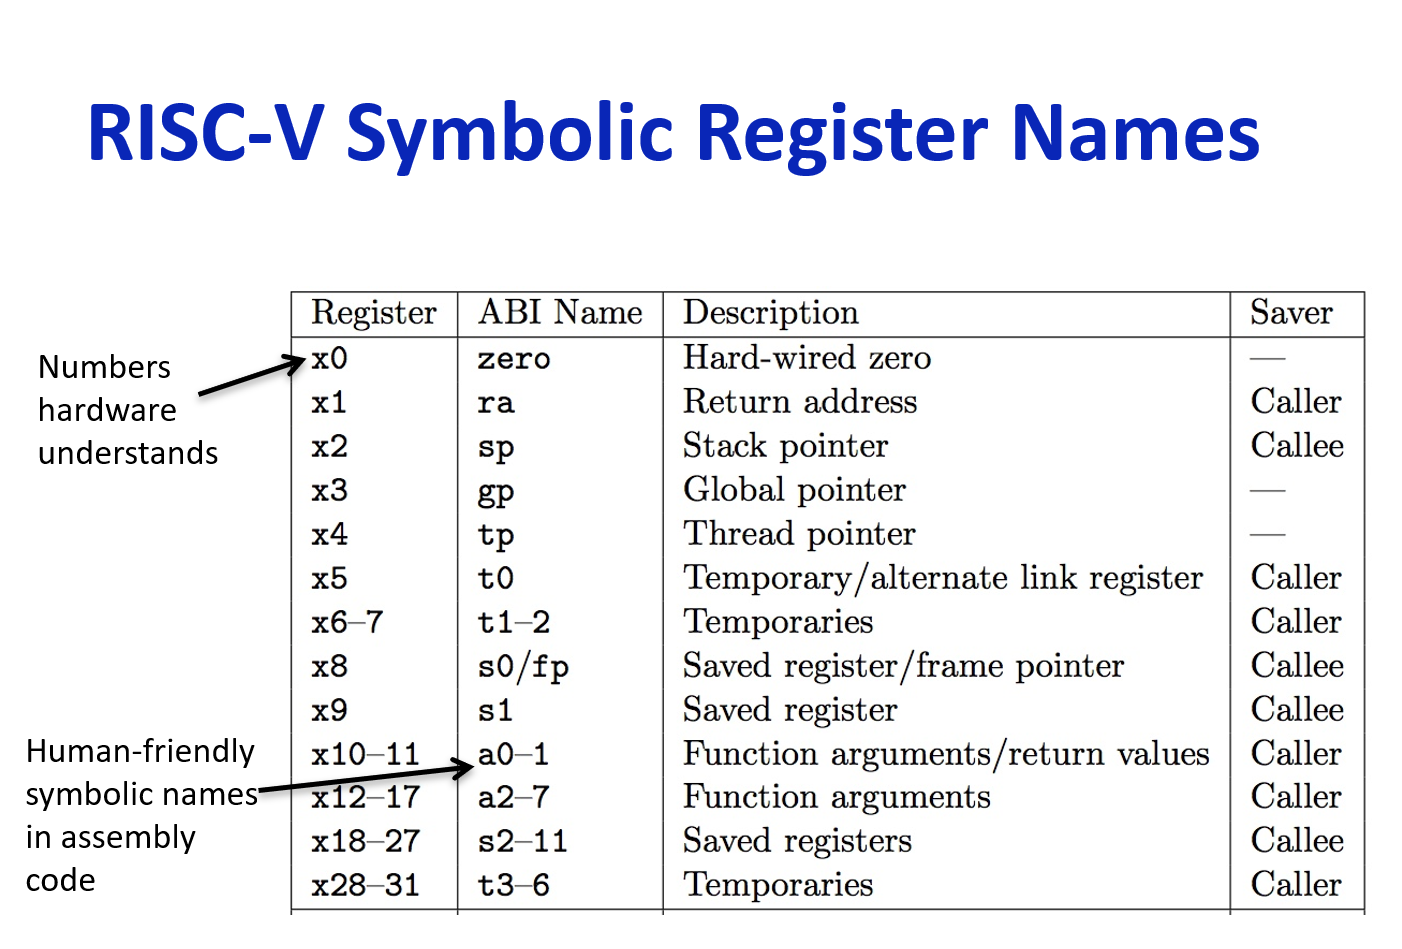 RISC-V Symbolic Register Names
Register ABI Name Description Saver
x0 zero Hard-wired zero —
x1 ra Return address Caller
x2 sp Stack pointer Callee
x3 gp Global pointer —
x4 tp Thread pointer —
x5 t0 Temporary/alternate link register Caller
x6–7 t1–2 Temporaries Caller
x8 s0/fp Saved register/frame pointer Callee
x9 s1 Saved register Callee
x10–11 a0–1 Function arguments/return values Caller
x12–17 a2–7 Function arguments Caller
x18–27 s2–11 Saved registers Callee
x28–31 t3–6 Temporaries Caller
Numbers
hardware
understands
Human-friendly
symbolic names
in assembly
code